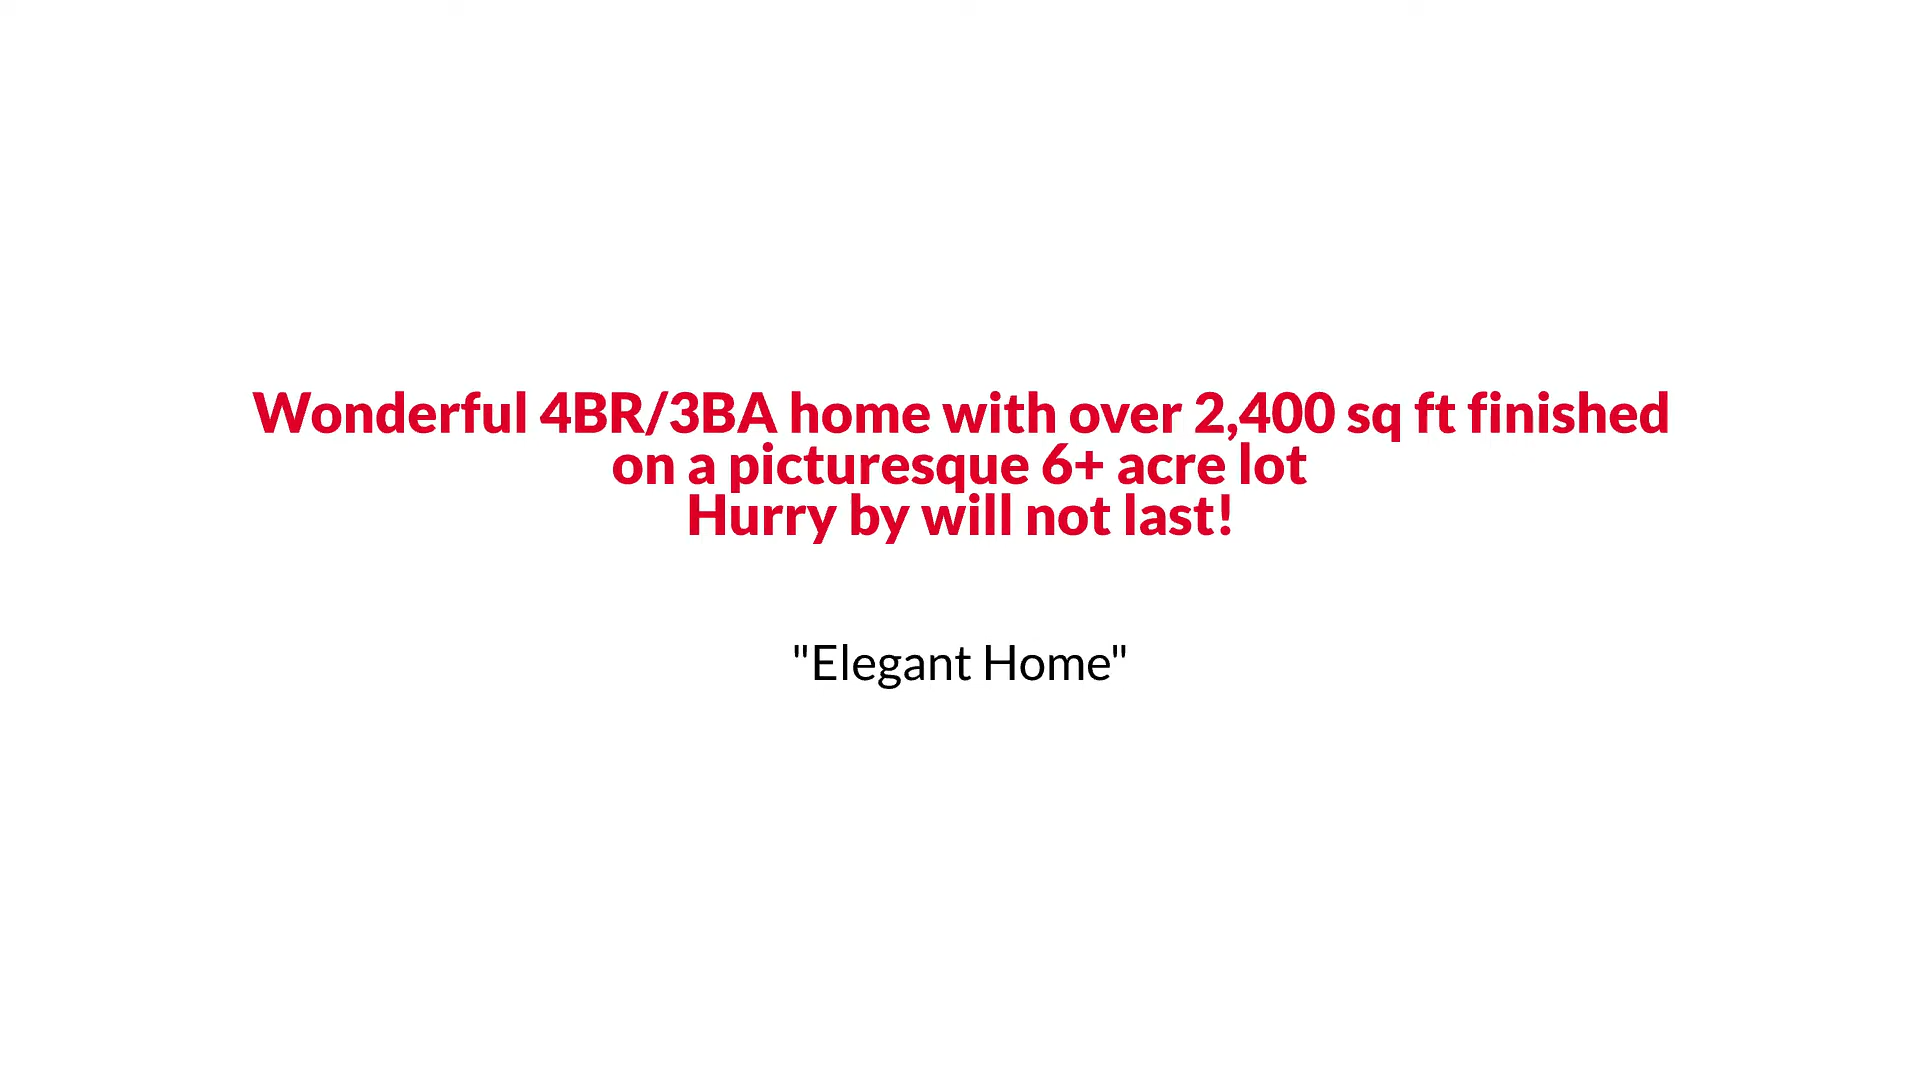 Wonderful 4BR/3BA home with over 2,400 sq ft finished
on a picturesque 6+ acre lot
Hurry by will not last!
"Elegant Home"